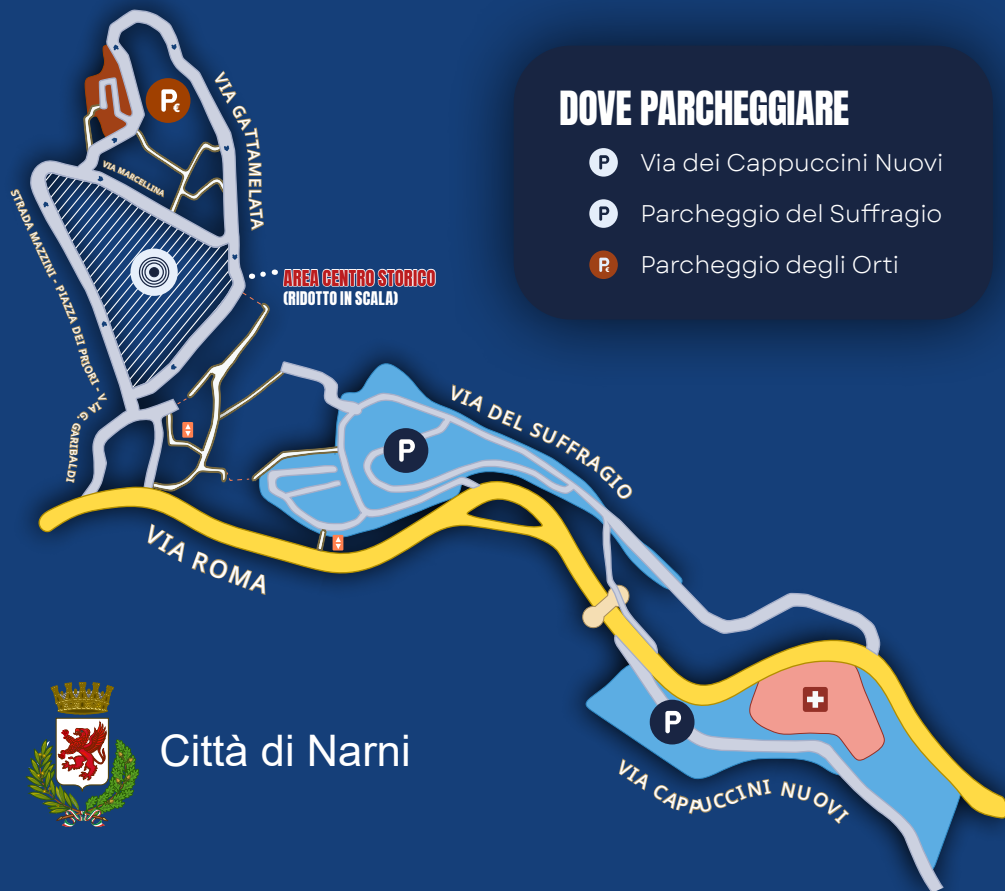 DOVE PARCHEGGIARE
P Via dei Cappuccini Nuovi
P Parcheggio del Suffragio
P€ Parcheggio degli Orti
P€
VIA GATTAMELATA
VIA MARCELLINA
STRADA MAZZINI - PIAZZA DEI PRIORI - VIA G. GARIBALDI
AREA CENTRO STORICO
(RIDOTTO IN SCALA)
VIA DEL SUFFRAGIO
P
VIA ROMA
P
VIA CAPPUCCINI NUOVI
Città di Narni